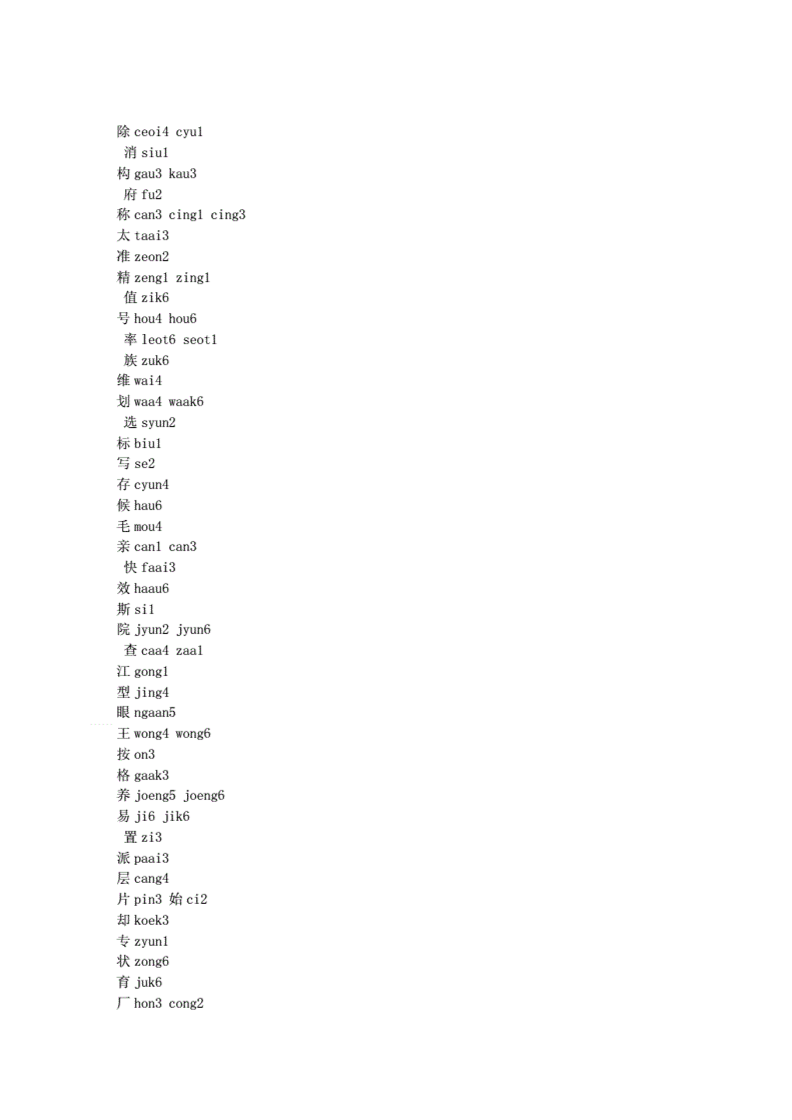 除 ceoi4 cyu1
消 siu1
构 gau3 kau3
府 fu2
称 can3 cing1 cing3
太 taai3
准 zeon2
精 zeng1 zing1
值 zik6
号 hou4 hou6
率 leot6 seot1
族 zuk6
维 wai4
划 waa4 waak6
选 syun2
标 biu1
写 se2
存 cyun4
候 hau6
毛 mou4
亲 can1 can3
快 faai3
效 haau6
斯 si1
院 jyun2 jyun6
查 caa4 zaa1
江 gong1
型 jing4
眼 ngaan5
王 wong4 wong6
按 on3
格 gaak3
养 joeng5 joeng6
易 ji6 jik6
置 zi3
派 paai3
层 cang4
片 pin3 始 ci2
却 koek3
专 zyun1
状 zong6
育 juk6
厂 hon3 cong2